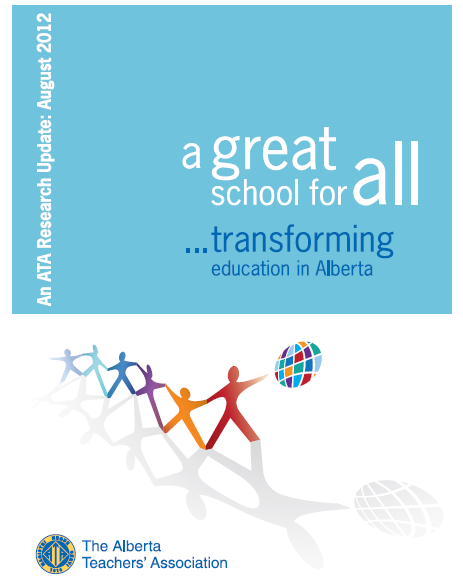 An ATA Research Update: August 2012
a great
school for all
...transforming
education in Alberta
The Alberta
Teachers' Association